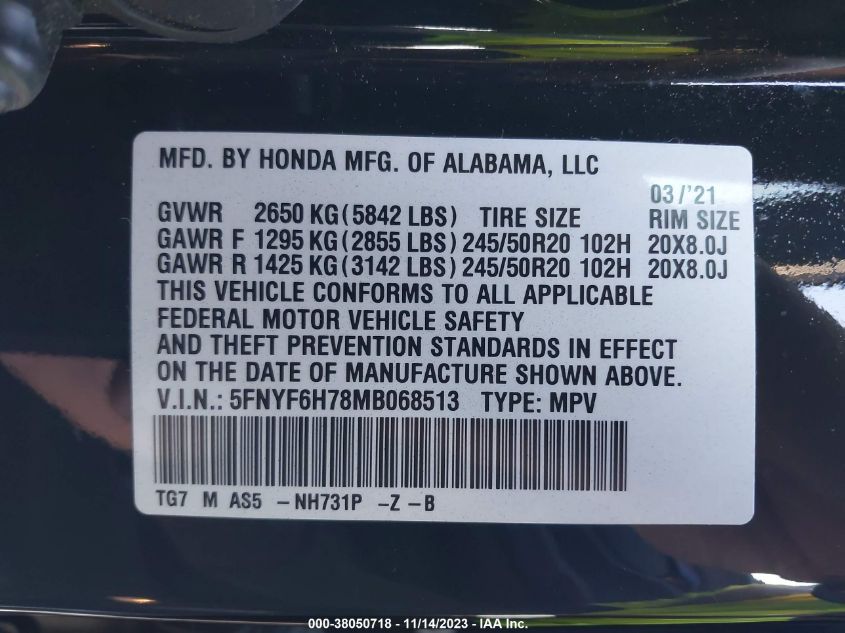 MFD. BY HONDA MFG. OF ALABAMA, LLC
03/'21
GVWR 2650 KG(5842 LBS) TIRE SIZE RIM SIZE
GAWR F 1295 KG(2855 LBS) 245/50R20 102H 20X8.0J
GAWR R 1425 KG(3142 LBS) 245/50R20 102H 20X8.0J
THIS VEHICLE CONFORMS TO ALL APPLICABLE
FEDERAL MOTOR VEHICLE SAFETY
AND THEFT PREVENTION STANDARDS IN EFFECT
ON THE DATE OF MANUFACTURE SHOWN ABOVE.
V.I.N.: 5FNYF6H78MB068513 TYPE: MPV
TG7 M AS5 -NH731P -Z -B
000-38050718 - 11/14/2023 - IAA Inc.